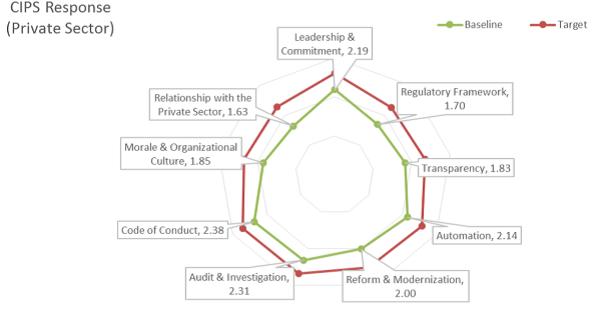 CIPS Response
(Private Sector)
Baseline
Target
Leadership &
Commitment, 2.19
Regulatory Framework,
1.70
Relationship with the
Private Sector, 1.63
Morale & Organizational
Culture, 1.85
Transparency, 1.83
Code of Conduct, 2.38
Automation, 2.14
Audit & Investigation,
2.31
Reform & Modernization,
2.00